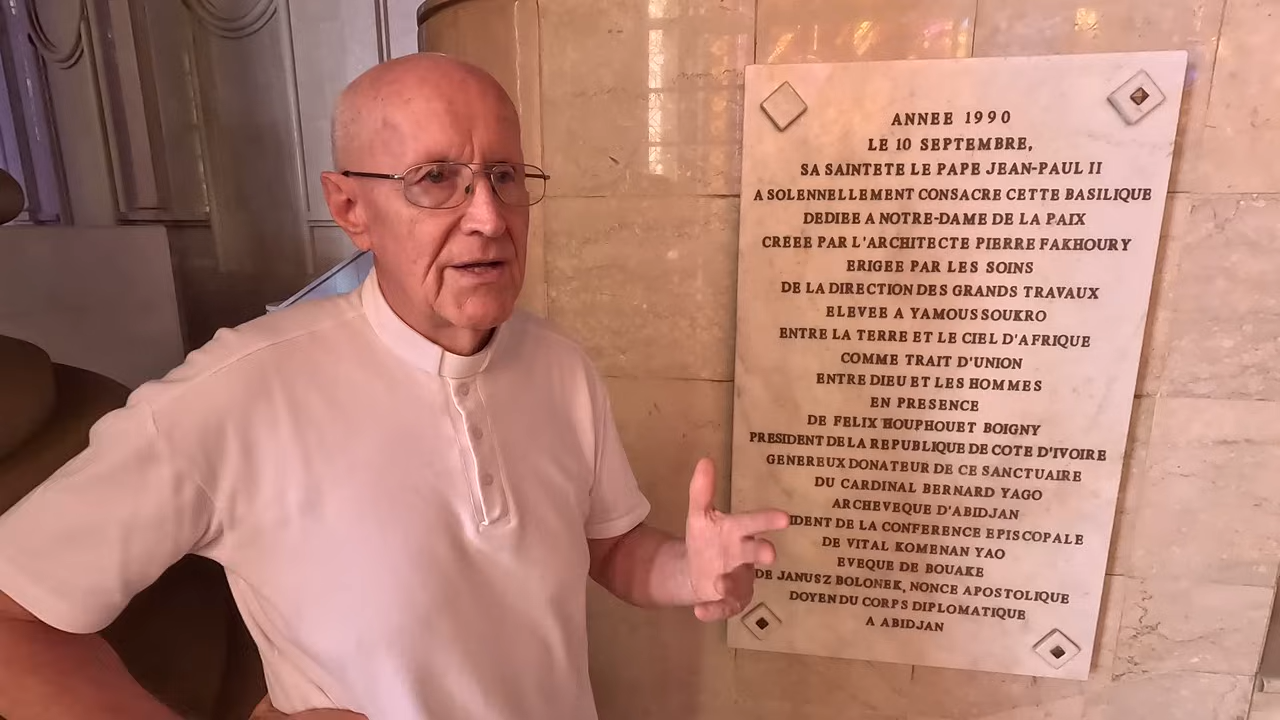 ANNEE 1990
LE 10 SEPTEMBRE,
SA SAINTETE LE PAPE JEAN-PAUL II
A SOLENNELLEMENT CONSACRE CETTE BASILIQUE
DEDIEE A NOTRE-DAME DE LA PAIX
CREEE PAR L'ARCHITECTE PIERRE FAKHOURY
ERIGEE PAR LES SOINS
DE LA DIRECTION DES GRANDS TRAVAUX
ELEVEE A YAMOUSSOUKRO
ENTRE LA TERRE ET LE CIEL D'AFRIQUE
COMME TRAIT D'UNION
ENTRE DIEU ET LES HOMMES
EN PRESENCE
DE FELIX HOUPHOUET BOIGNY
PRESIDENT DE LA REPUBLIQUE DE COTE D'IVOIRE
GENEREUX DONATEUR DE CE SANCTUAIRE
DU CARDINAL BERNARD YAGO
ARCHEVEQUE D'ABIDJAN
IDENT DE LA CONFERENCE EPISCOPALE
DE VITAL KOMENAN YAO
EVEQUE DE BOUAKE
DE JANUSZ BOLONEK, NONCE APOSTOLIQUE
DOYEN DU CORPS DIPLOMATIQUE
A ABIDJAN